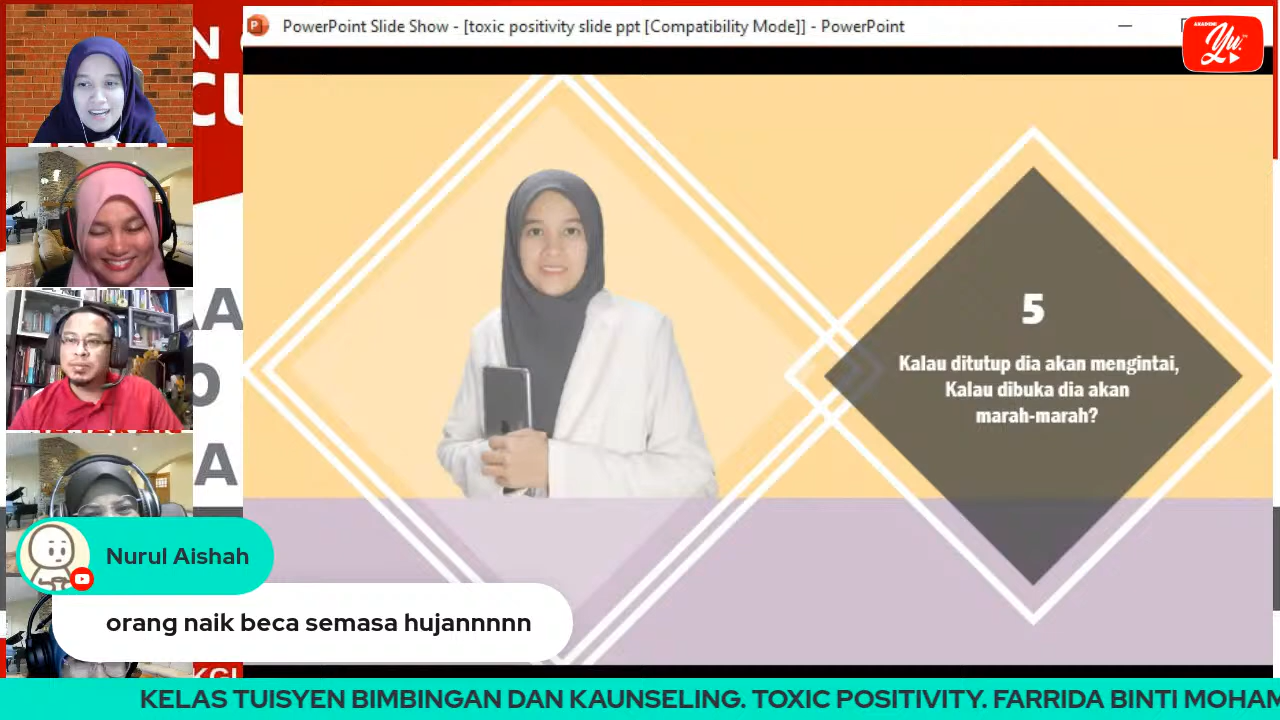 PowerPoint Slide Show - [toxic positivity slide ppt [Compatibility Mode]] - PowerPoint
AKADEMI
Yu.
5
Kalau ditutup dia akan mengintai,
Kalau dibuka dia akan
marah-marah?
Nurul Aishah
orang naik beca semasa hujannnnn
KELAS TUISYEN BIMBINGAN DAN KAUNSELING. TOXIC POSITIVITY. FARRIDA BINTI MOHAM